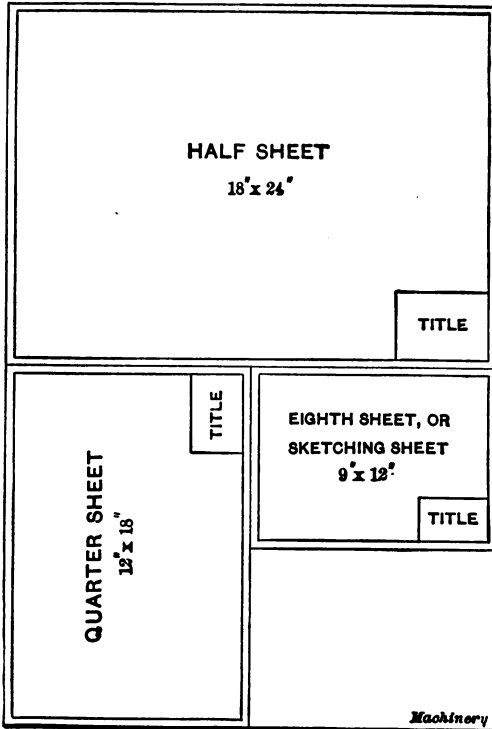 HALF SHEET
18" x 24"
TITLE
QUARTER SHEET
12" x 18"
TITLE
EIGHTH SHEET, OR
SKETCHING SHEET
9" x 12"
TITLE
Machinery